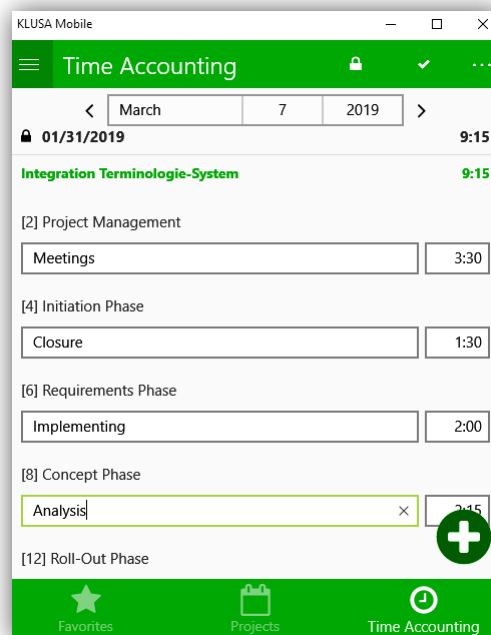 KLUSA Mobile
Time Accounting
March 7 2019
01/31/2019 9:15
Integration Terminologie-System 9:15
[2] Project Management
Meetings 3:30
[4] Initiation Phase
Closure 1:30
[6] Requirements Phase
Implementing 2:00
[8] Concept Phase
Analysis 2:15
[12] Roll-Out Phase
Favorites Projects Time Accounting